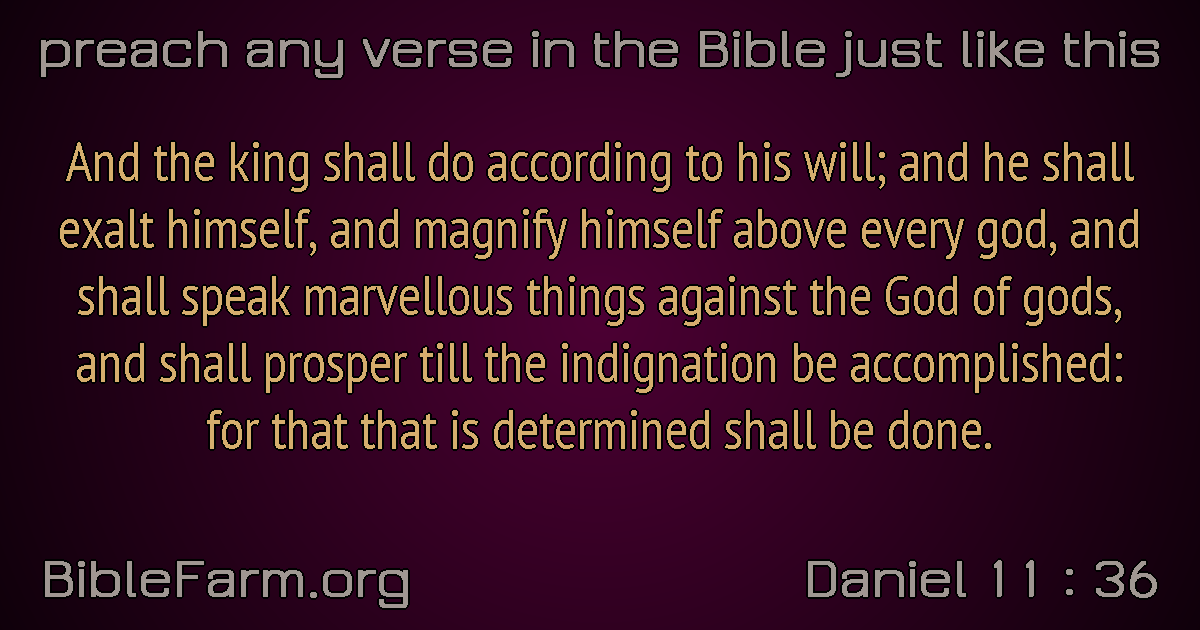 preach any verse in the Bible just like this
And the king shall do according to his will; and he shall
exalt himself, and magnify himself above every god, and
shall speak marvellous things against the God of gods,
and shall prosper till the indignation be accomplished:
for that that is determined shall be done.
BibleFarm.org
Daniel 11 : 36